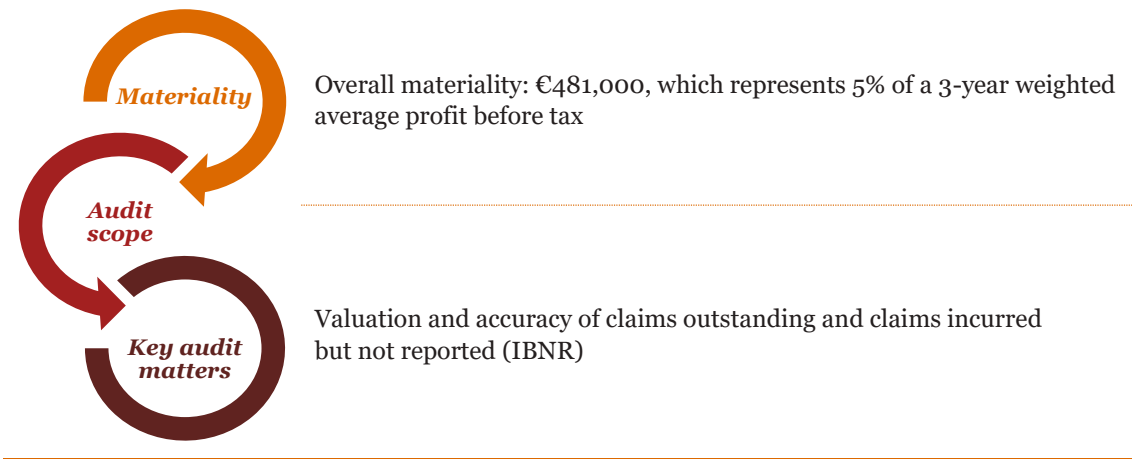 Materiality
Overall materiality: €481,000, which represents 5% of a 3-year weighted
average profit before tax
Audit
scope
Key audit
matters
Valuation and accuracy of claims outstanding and claims incurred
but not reported (IBNR)